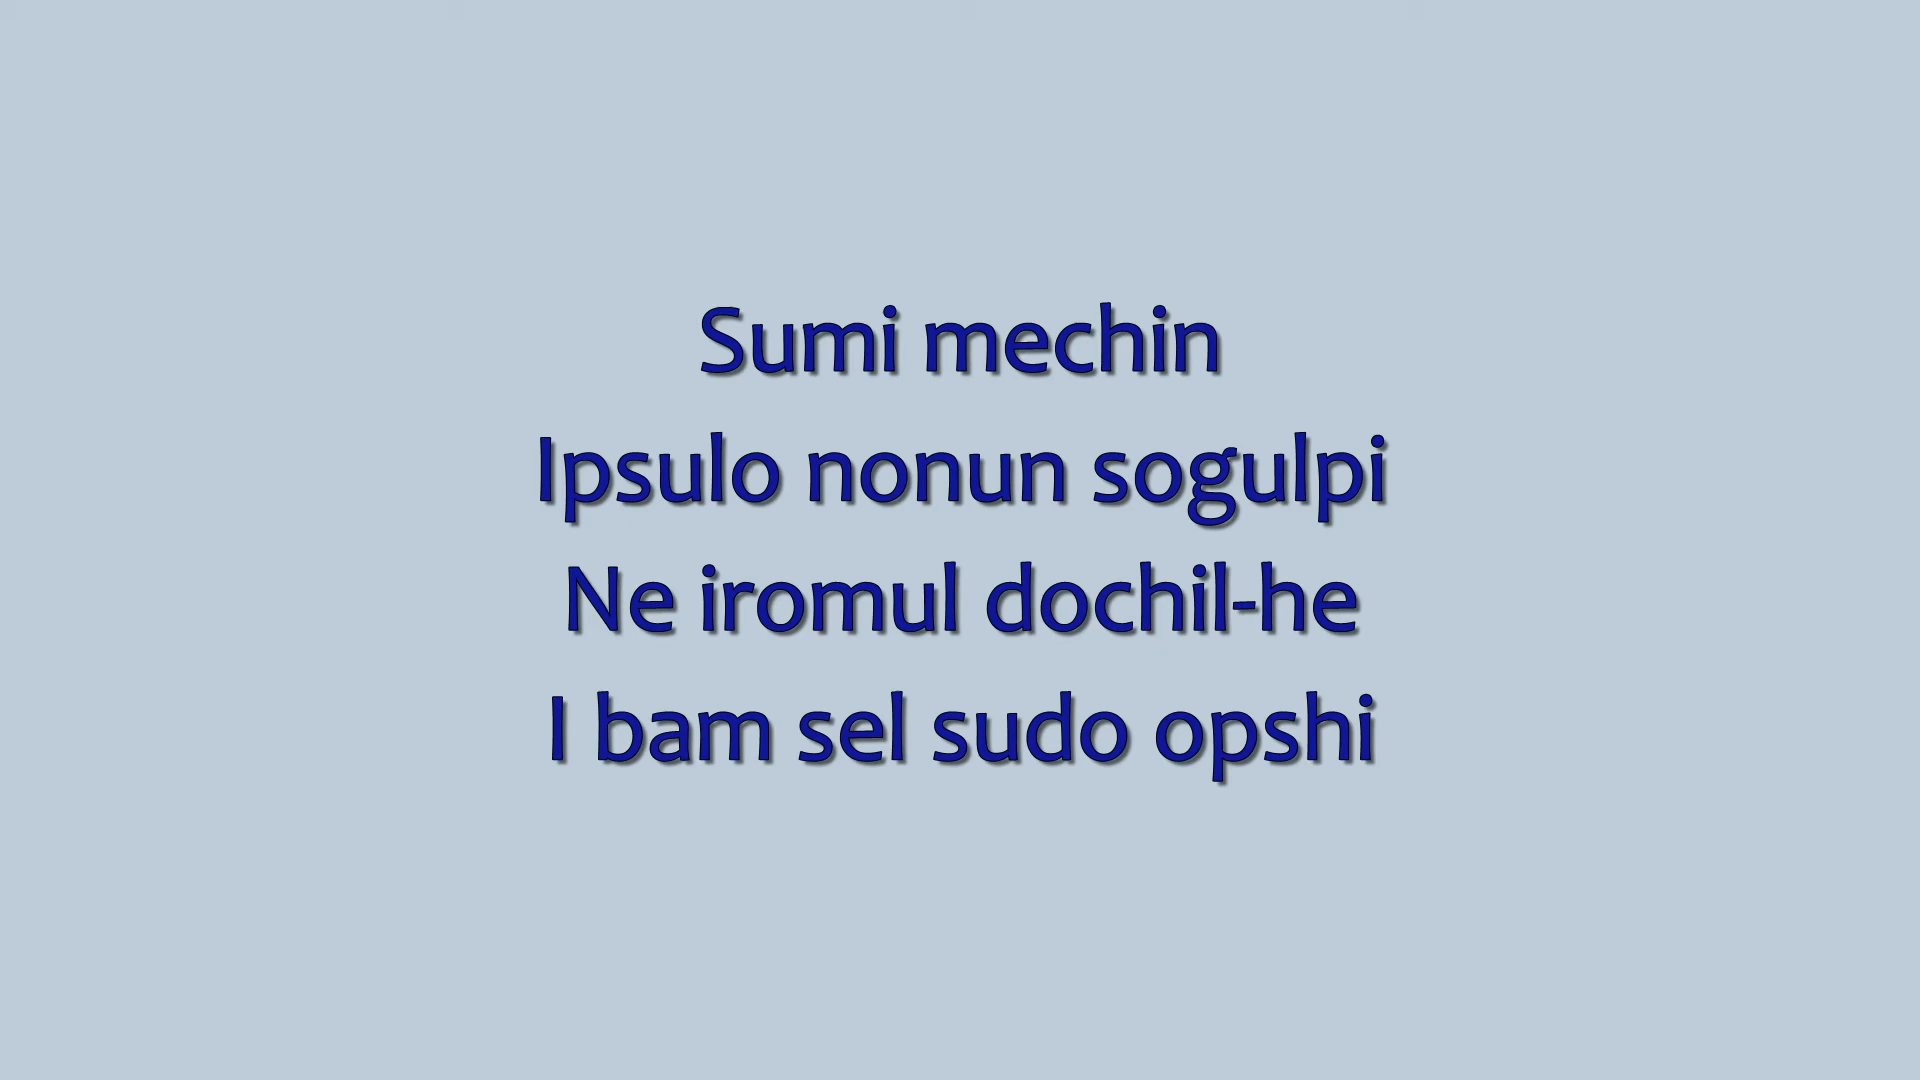 Sumi mechin
Ipsulo nonun sogulpi
Ne iromul dochil-he
I bam sel sudo opshi